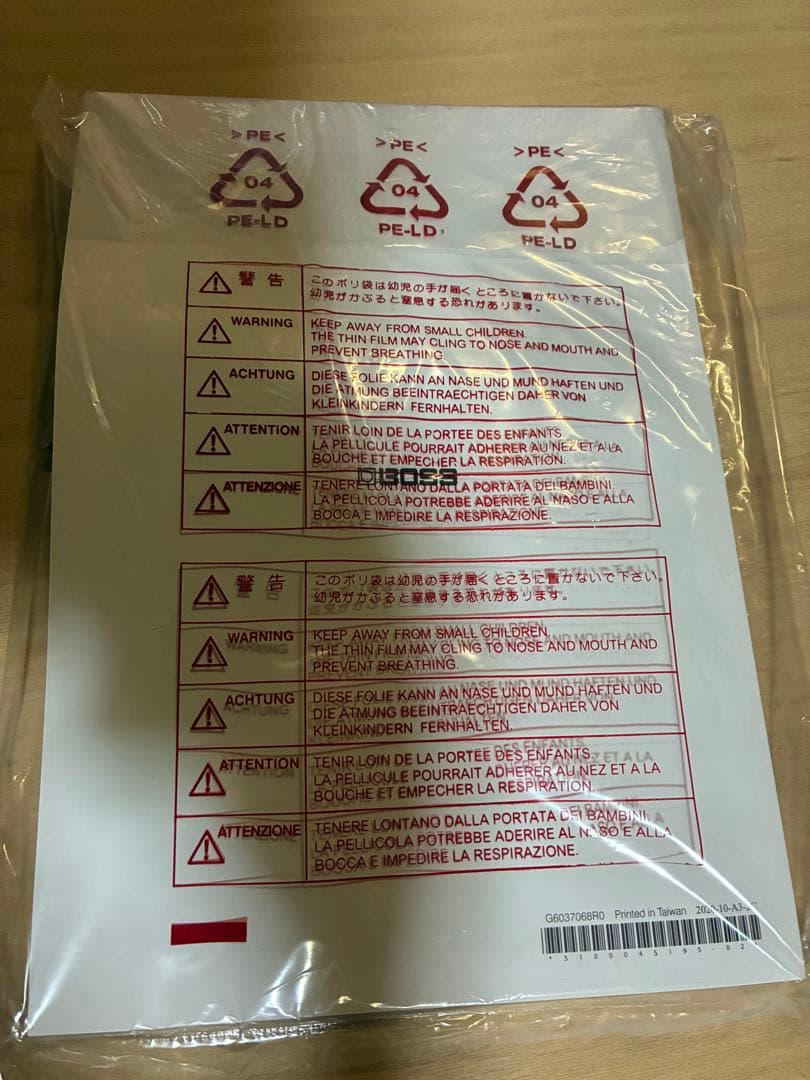 >PE<
>PE<
>PE<
04
04
04
PE-LD
PE-LD
PE-LD
警告
このポリ袋は幼児の手が届くところに置かないで下さい。
幼児がかぶると窒息する恐れがあります。
WARNING
KEEP AWAY FROM SMALL CHILDREN.
THE THIN FILM MAY CLING TO NOSE AND MOUTH AND
PREVENT BREATHING.
ACHTUNG
DIESE FOLIE KANN AN NASE UND MUND HAFTEN UND
DIE ATMUNG BEEINTRAECHTIGEN DAHER VON
KLEINKINDERN FERNHALTEN.
ATTENTION
TENIR LOIN DE LA PORTEE DES ENFANTS.
LA PELLICULE POURRAIT ADHERER AU NEZ ET A LA
BOUCHE ET EMPECHER LA RESPIRATION.
BOSS
ATTENZIONE
TENERE LONTANO DALLA PORTATA DEI BAMBINI.
LA PELLICOLA POTREBBE ADERIRE AL NASO E ALLA
BOCCA E IMPEDIRE LA RESPIRAZIONE.
警告
このポリ袋は幼児の手が届くところに置かないで下さい。
幼児がかぶると窒息する恐れがあります。
WARNING
KEEP AWAY FROM SMALL CHILDREN.
THE THIN FILM MAY CLING TO NOSE AND MOUTH AND
PREVENT BREATHING.
ACHTUNG
DIESE FOLIE KANN AN NASE UND MUND HAFTEN UND
DIE ATMUNG BEEINTRAECHTIGEN DAHER VON
KLEINKINDERN FERNHALTEN.
ATTENTION
TENIR LOIN DE LA PORTEE DES ENFANTS.
LA PELLICULE POURRAIT ADHERER AU NEZ ET A LA
BOUCHE ET EMPECHER LA RESPIRATION.
ATTENZIONE
TENERE LONTANO DALLA PORTATA DEI BAMBINI.
LA PELLICOLA POTREBBE ADERIRE AL NASO E ALLA
BOCCA E IMPEDIRE LA RESPIRAZIONE.
G6037068R0 Printed in Taiwan
*5100045195-02